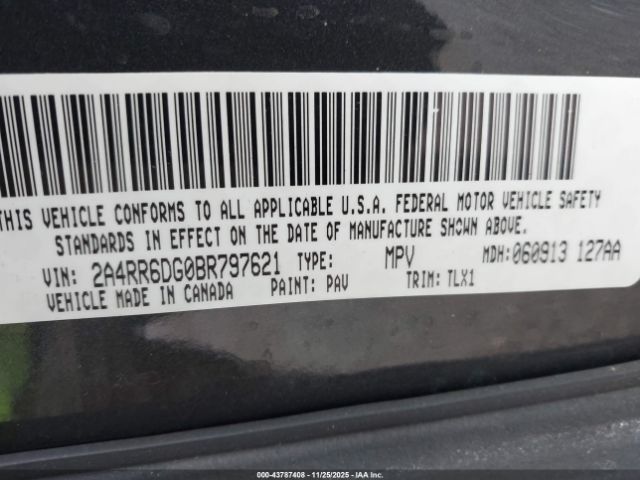 THIS VEHICLE CONFORMS TO ALL APPLICABLE U.S.A. FEDERAL MOTOR VEHICLE SAFETY
STANDARDS IN EFFECT ON THE DATE OF MANUFACTURE SHOWN ABOVE.
VIN: 2A4RR6DG0BR797621 TYPE: MPV MDH:060913 127AA
VEHICLE MADE IN CANADA PAINT: PAV TRIM: TLX1
00-43787408 - 11/25/2025 - IAA Inc.